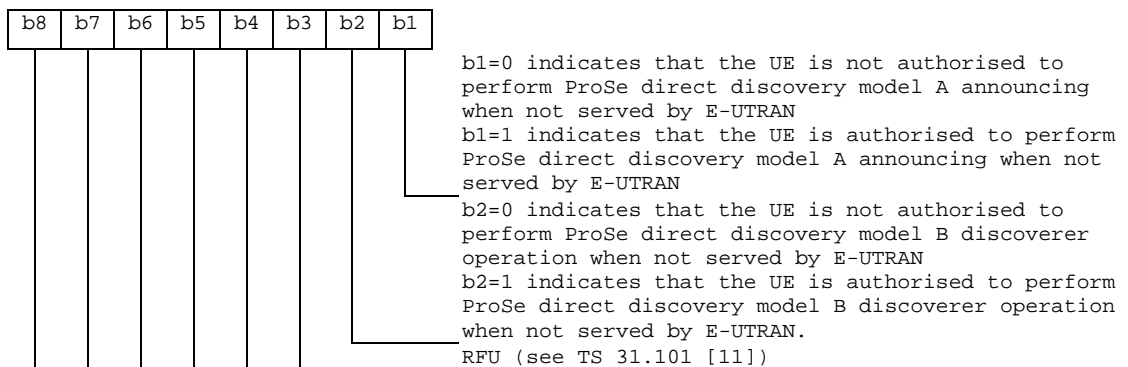 b8 b7 b6 b5 b4 b3 b2 b1
b1=0 indicates that the UE is not authorised to
perform ProSe direct discovery model A announcing
when not served by E-UTRAN
b1=1 indicates that the UE is authorised to perform
ProSe direct discovery model A announcing when not
served by E-UTRAN
b2=0 indicates that the UE is not authorised to
perform ProSe direct discovery model B discoverer
operation when not served by E-UTRAN
b2=1 indicates that the UE is authorised to perform
ProSe direct discovery model B discoverer operation
when not served by E-UTRAN.
RFU (see TS 31.101 [11])